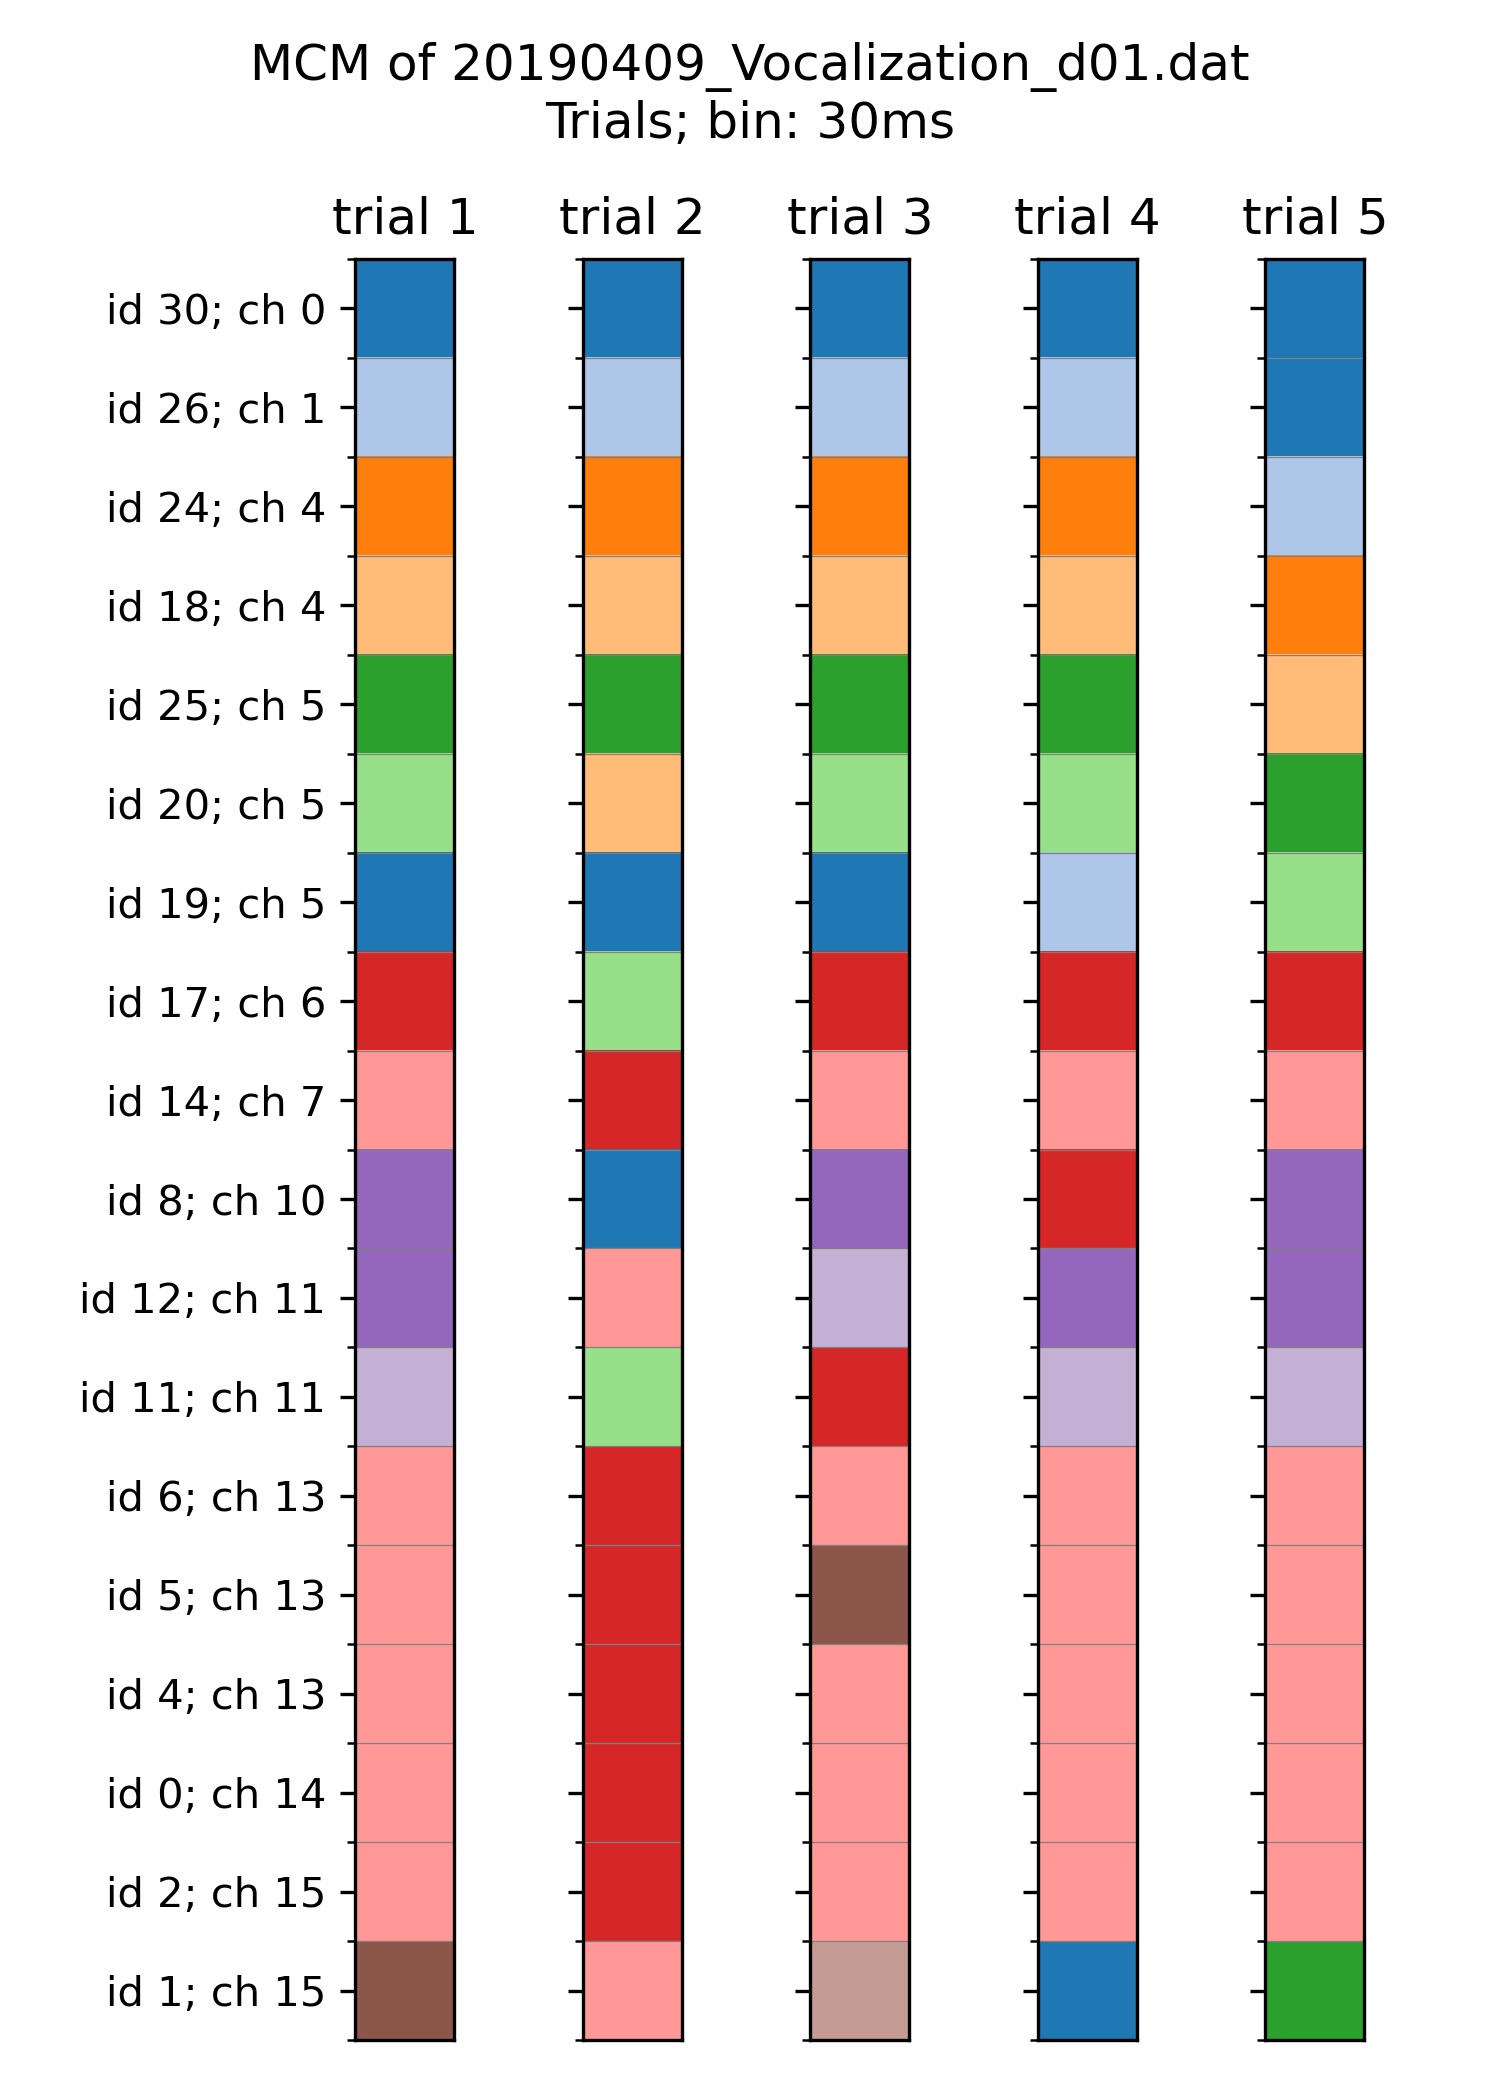 MCM of 20190409_Vocalization_d01.dat
Trials; bin: 30ms
trial 1 trial 2 trial 3 trial 4 trial 5
id 30; ch 0
id 26; ch 1
id 24; ch 4
id 18; ch 4
id 25; ch 5
id 20; ch 5
id 19; ch 5
id 17; ch 6
id 14; ch 7
id 8; ch 10
id 12; ch 11
id 11; ch 11
id 6; ch 13
id 5; ch 13
id 4; ch 13
id 0; ch 14
id 2; ch 15
id 1; ch 15